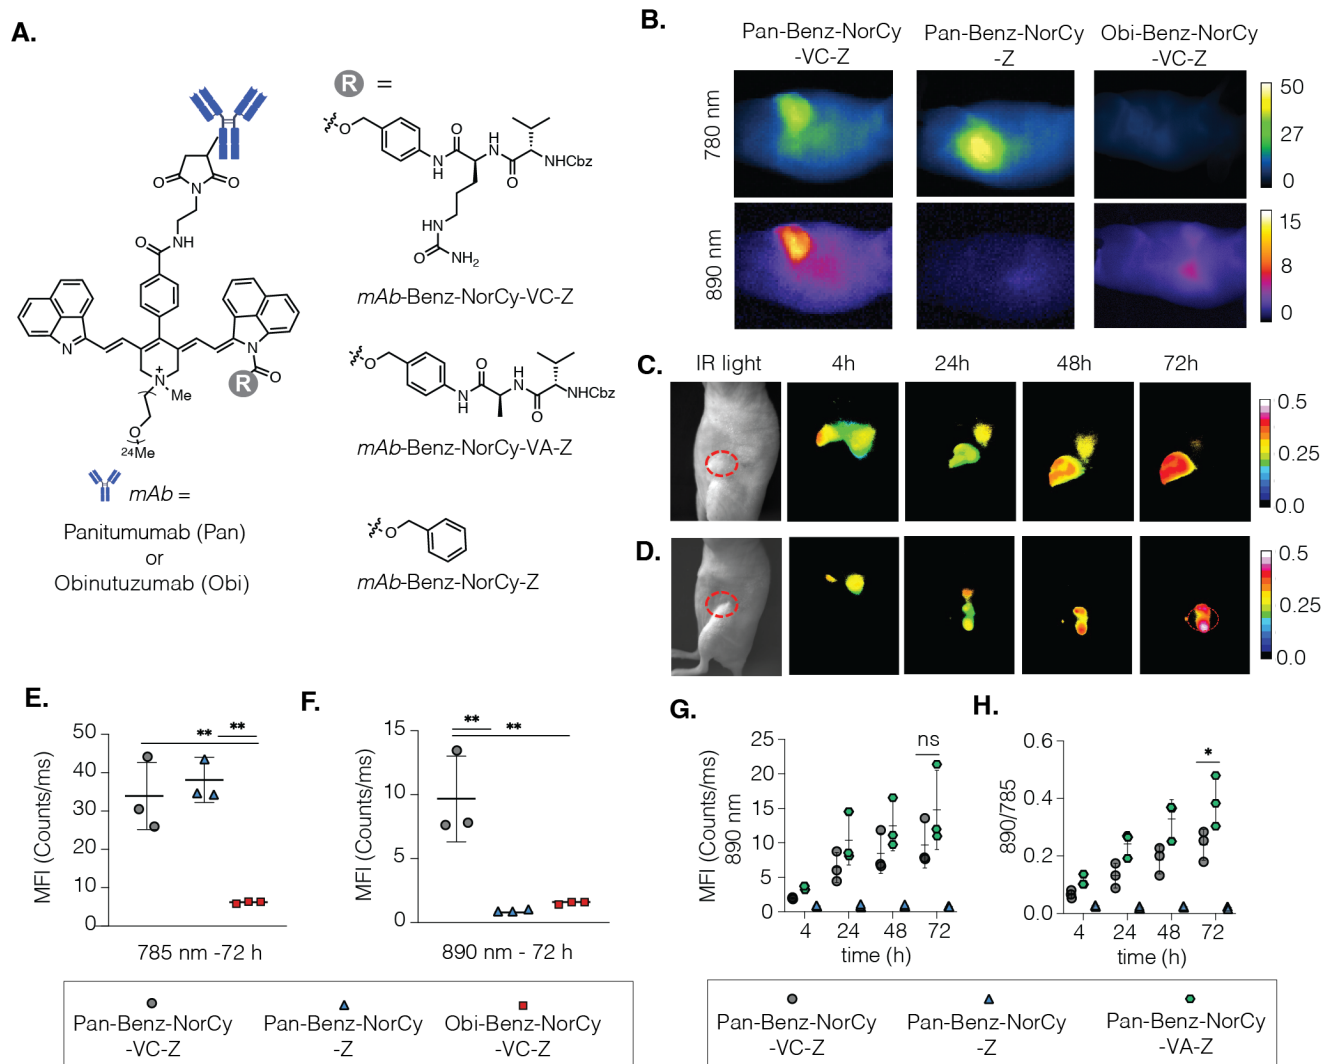 A.
R =
O
O
N
O
NH
N
N
+
N
Me
O
24Me
N
O
R
mAb =
Panitumumab (Pan)
or
Obinutuzumab (Obi)
O
N
H
O
H
N
O
NHCbz
HN
O
NH2
mAb-Benz-NorCy-VC-Z
O
N
H
O
H
N
O
NHCbz
mAb-Benz-NorCy-VA-Z
O
mAb-Benz-NorCy-Z
B.
Pan-Benz-NorCy
-VC-Z
Pan-Benz-NorCy
-Z
Obi-Benz-NorCy
-VC-Z
780 nm
50
27
0
890 nm
15
8
0
C.
IR light
4h
24h
48h
72h
0.5
0.25
0.0
D.
0.5
0.25
0.0
E.
MFI (Counts/ms)
50
40
30
20
10
0
**
**
785 nm -72 h
F.
MFI (Counts/ms)
15
10
5
0
**
**
890 nm - 72 h
Pan-Benz-NorCy
-VC-Z
Pan-Benz-NorCy
-Z
Obi-Benz-NorCy
-VC-Z
G.
MFI (Counts/ms)
890 nm
25
20
15
10
5
0
ns
4
24
48
72
time (h)
H.
890/785
0.6
0.4
0.2
0.0
*
4
24
48
72
time (h)
Pan-Benz-NorCy
-VC-Z
Pan-Benz-NorCy
-Z
Pan-Benz-NorCy
-VA-Z